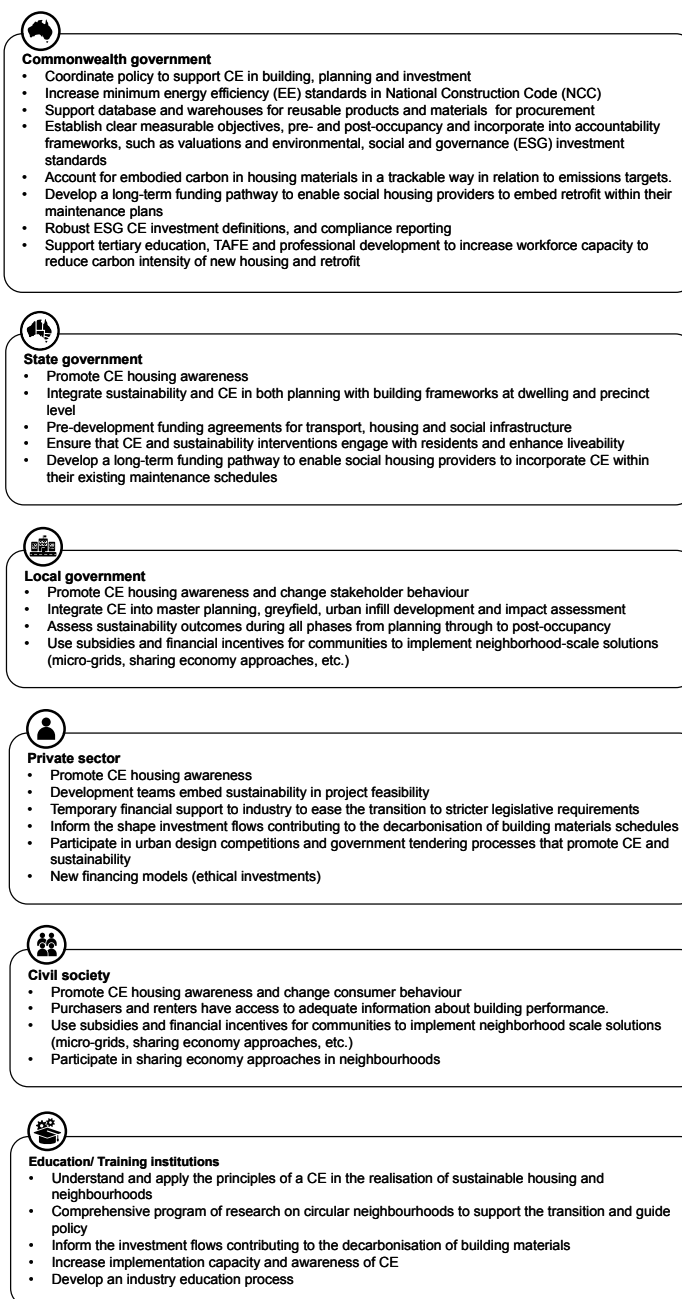 Commonwealth government
• Coordinate policy to support CE in building, planning and investment
• Increase minimum energy efficiency (EE) standards in National Construction Code (NCC)
• Support database and warehouses for reusable products and materials for procurement
• Establish clear measurable objectives, pre- and post-occupancy and incorporate into accountability
frameworks, such as valuations and environmental, social and governance (ESG) investment
standards
• Account for embodied carbon in housing materials in a trackable way in relation to emissions targets.
• Develop a long-term funding pathway to enable social housing providers to embed retrofit within their
maintenance plans
• Robust ESG CE investment definitions, and compliance reporting
• Support tertiary education, TAFE and professional development to increase workforce capacity to
reduce carbon intensity of new housing and retrofit
State government
• Promote CE housing awareness
• Integrate sustainability and CE in both planning with building frameworks at dwelling and precinct
level
• Pre-development funding agreements for transport, housing and social infrastructure
• Ensure that CE and sustainability interventions engage with residents and enhance liveability
• Develop a long-term funding pathway to enable social housing providers to incorporate CE within
their existing maintenance schedules
Local government
• Promote CE housing awareness and change stakeholder behaviour
• Integrate CE into master planning, greyfield, urban infill development and impact assessment
• Assess sustainability outcomes during all phases from planning through to post-occupancy
• Use subsidies and financial incentives for communities to implement neighborhood-scale solutions
(micro-grids, sharing economy approaches, etc.)
Private sector
• Promote CE housing awareness
• Development teams embed sustainability in project feasibility
• Temporary financial support to industry to ease the transition to stricter legislative requirements
• Inform the shape investment flows contributing to the decarbonisation of building materials schedules
• Participate in urban design competitions and government tendering processes that promote CE and
sustainability
• New financing models (ethical investments)
Civil society
• Promote CE housing awareness and change consumer behaviour
• Purchasers and renters have access to adequate information about building performance.
• Use subsidies and financial incentives for communities to implement neighborhood scale solutions
(micro-grids, sharing economy approaches, etc.)
• Participate in sharing economy approaches in neighbourhoods
Education/ Training institutions
• Understand and apply the principles of a CE in the realisation of sustainable housing and
neighbourhoods
• Comprehensive program of research on circular neighbourhoods to support the transition and guide
policy
• Inform the investment flows contributing to the decarbonisation of building materials
• Increase implementation capacity and awareness of CE
• Develop an industry education process